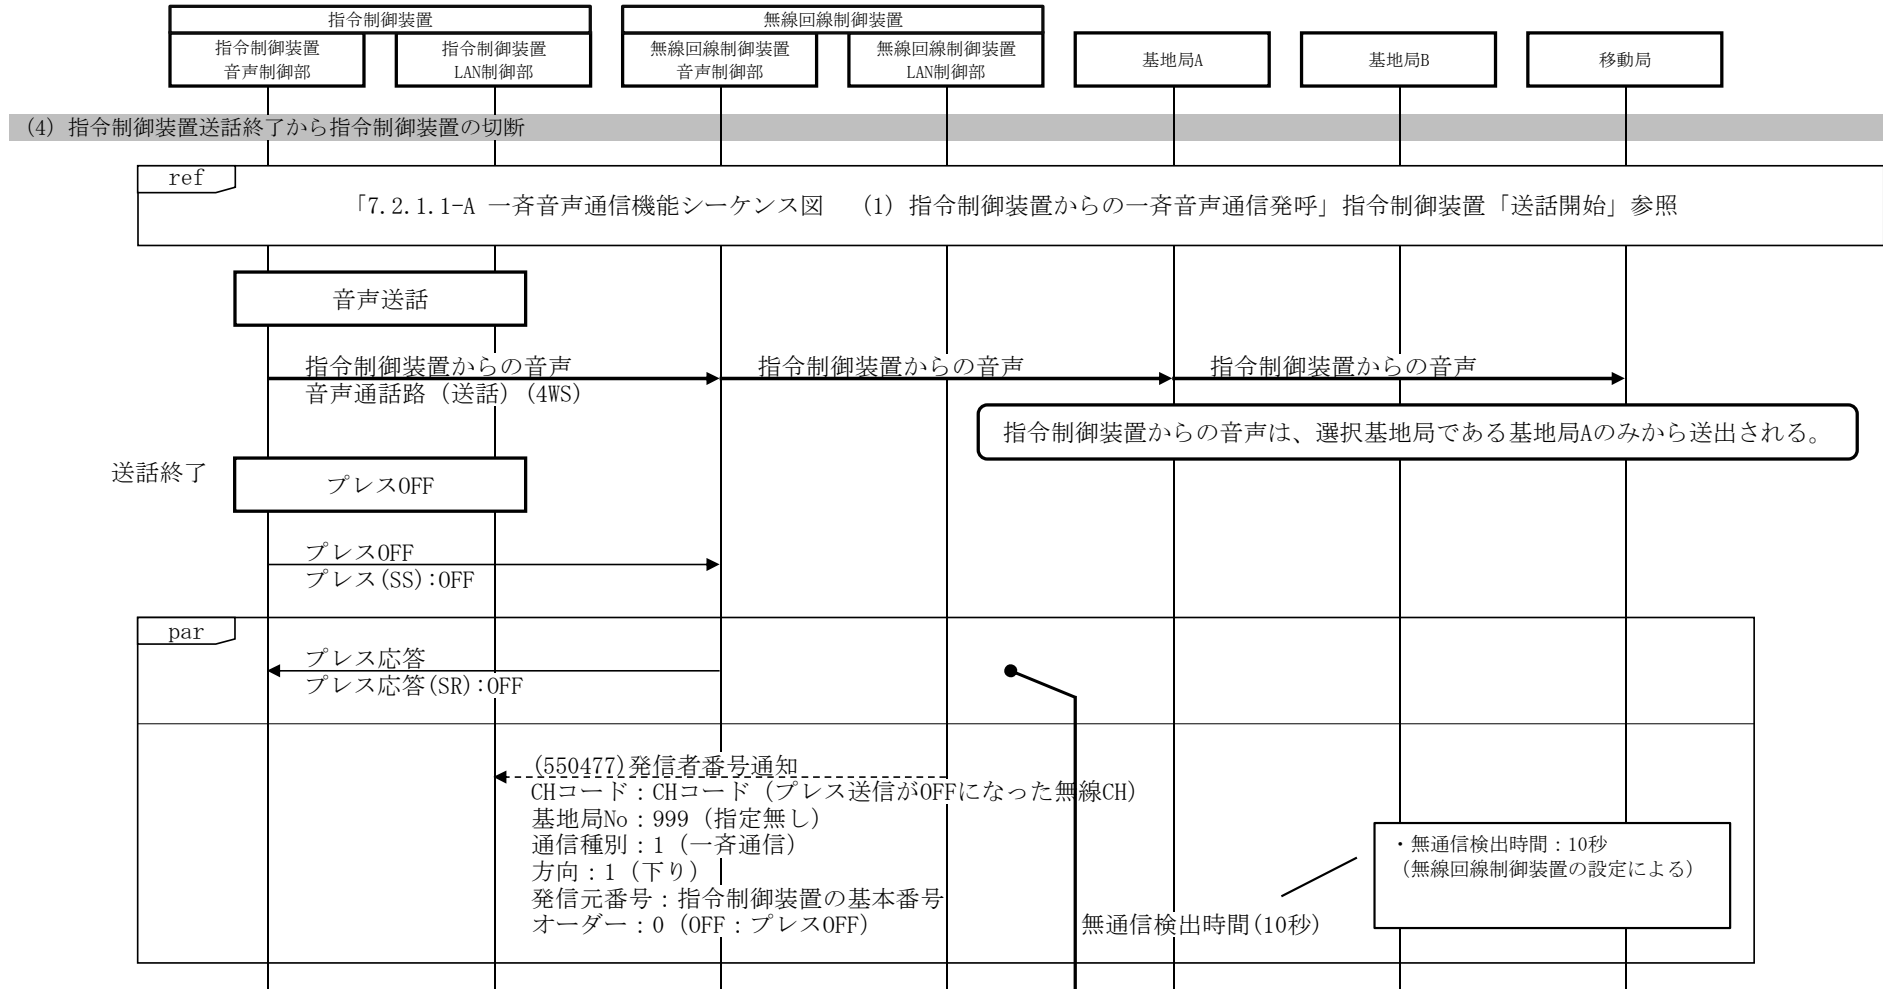 指令制御装置
無線回線制御装置
指令制御装置
音声制御部
指令制御装置
LAN制御部
無線回線制御装置
音声制御部
無線回線制御装置
LAN制御部
基地局A
基地局B
移動局
(4) 指令制御装置送話終了から指令制御装置の切断
ref
「7.2.1.1-A 一斉音声通信機能シーケンス図　(1) 指令制御装置からの一斉音声通信発呼」指令制御装置「送話開始」参照
音声送話
指令制御装置からの音声
音声通話路（送話）(4WS)
指令制御装置からの音声
指令制御装置からの音声
指令制御装置からの音声は、選択基地局である基地局Aのみから送出される。
送話終了
プレスOFF
プレスOFF
プレス(SS):OFF
par
プレス応答
プレス応答(SR):OFF
(550477)発信者番号通知
CHコード：CHコード（プレス送信がOFFになった無線CH）
基地局No：999（指定無し）
通信種別：1（一斉通信）
方向：1（下り）
発信元番号：指令制御装置の基本番号
オーダー：0（OFF：プレスOFF）
・無通信検出時間：10秒
（無線回線制御装置の設定による）
無通信検出時間(10秒)